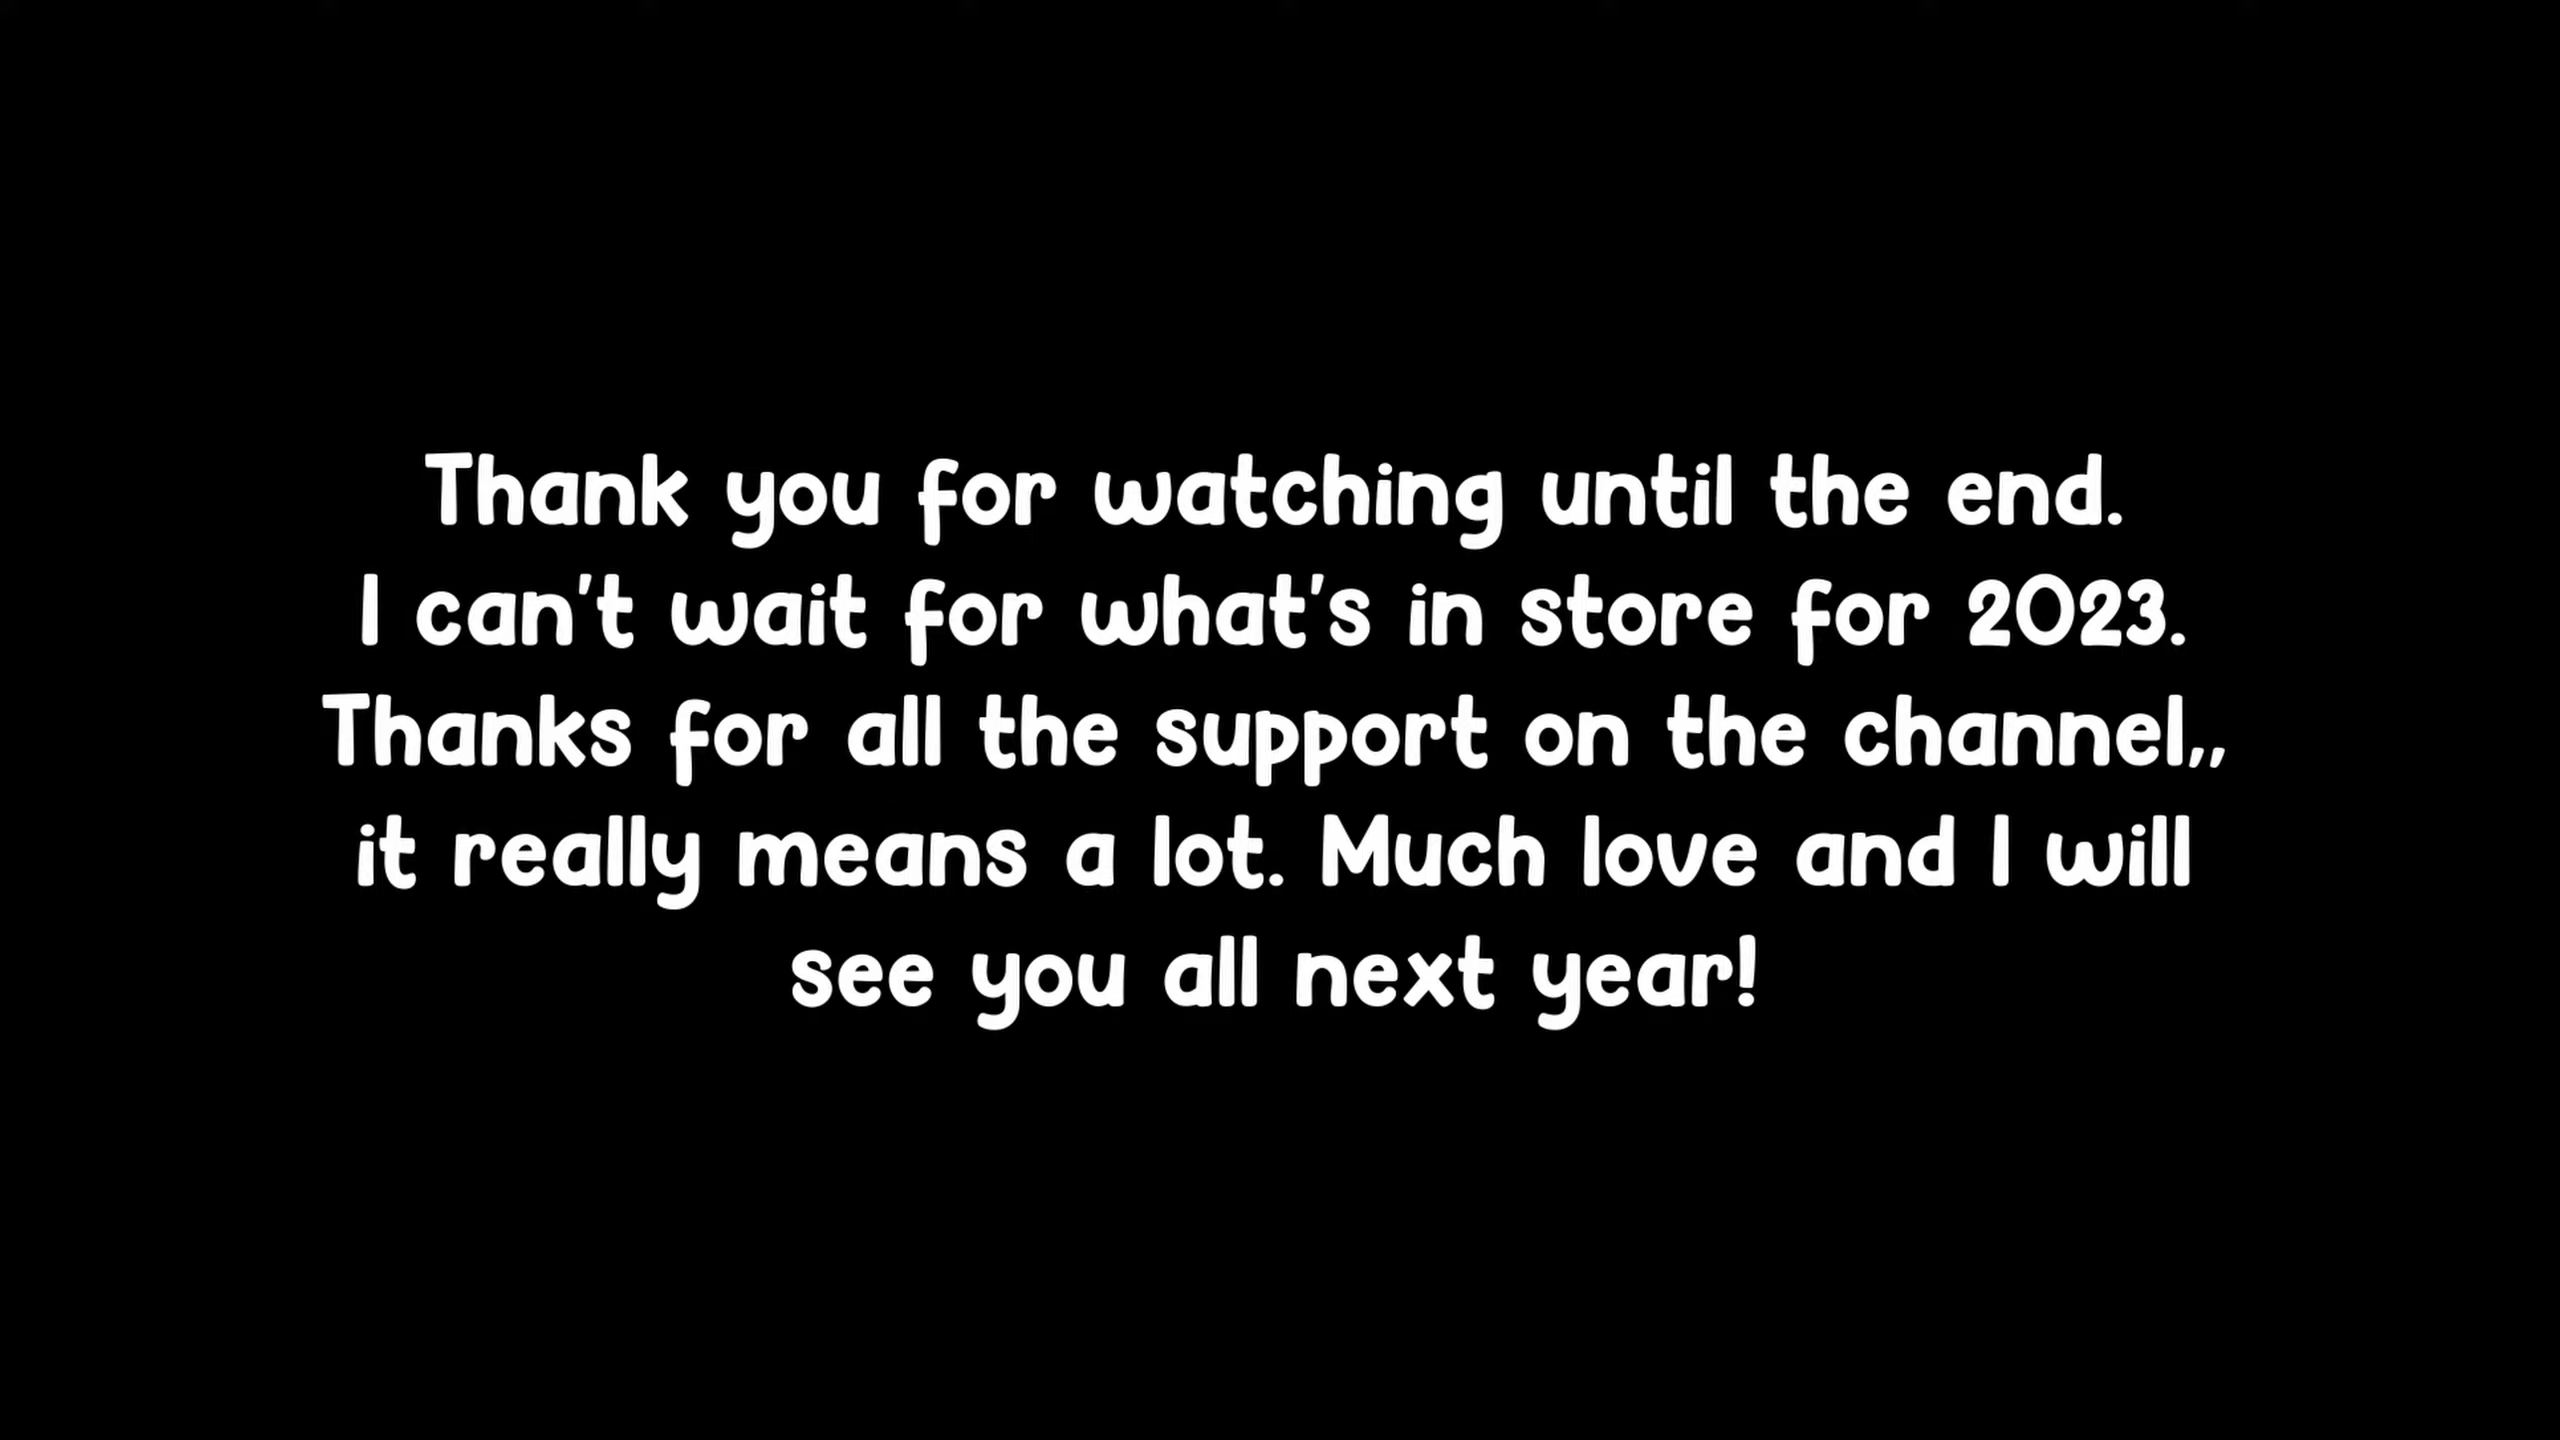 Thank you for watching until the end.
I can't wait for what's in store for 2023.
Thanks for all the support on the channel,,
it really means a lot. Much love and I will
see you all next year!